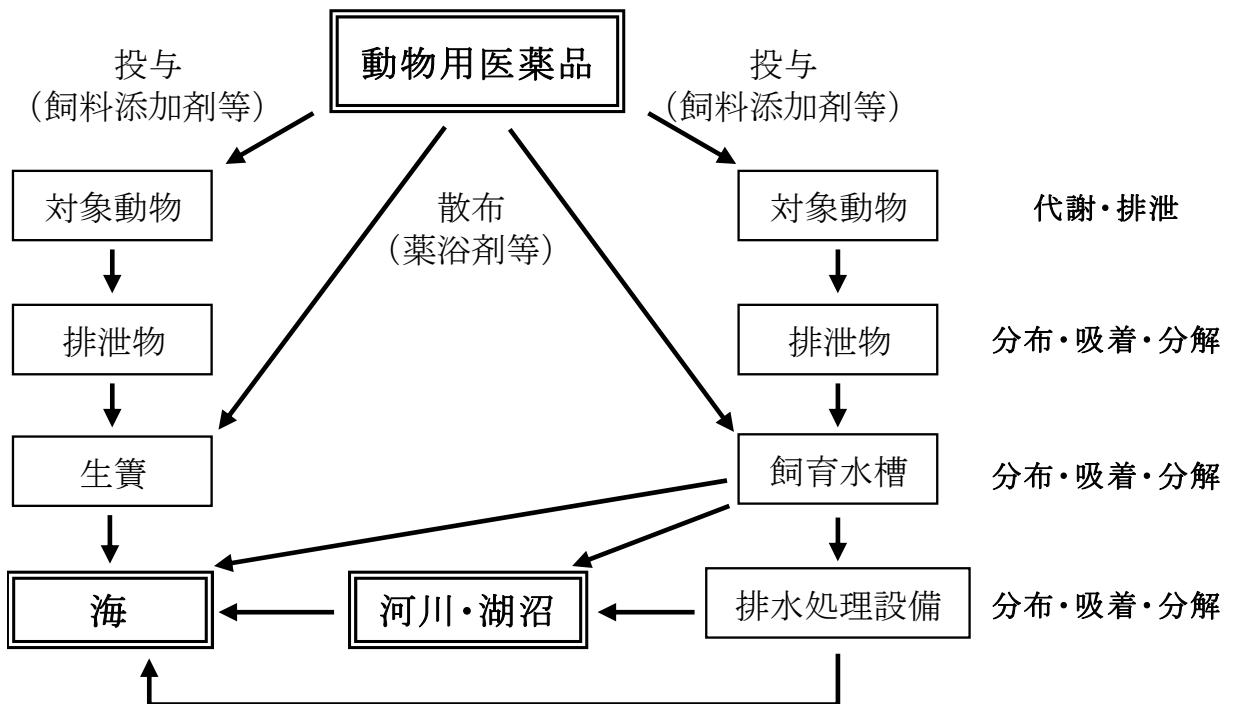 動物用医薬品
投与
（飼料添加剤等）
投与
（飼料添加剤等）
対象動物
散布
（薬浴剤等）
対象動物
代謝・排泄
排泄物
排泄物
分布・吸着・分解
生簀
飼育水槽
分布・吸着・分解
海
河川・湖沼
排水処理設備
分布・吸着・分解